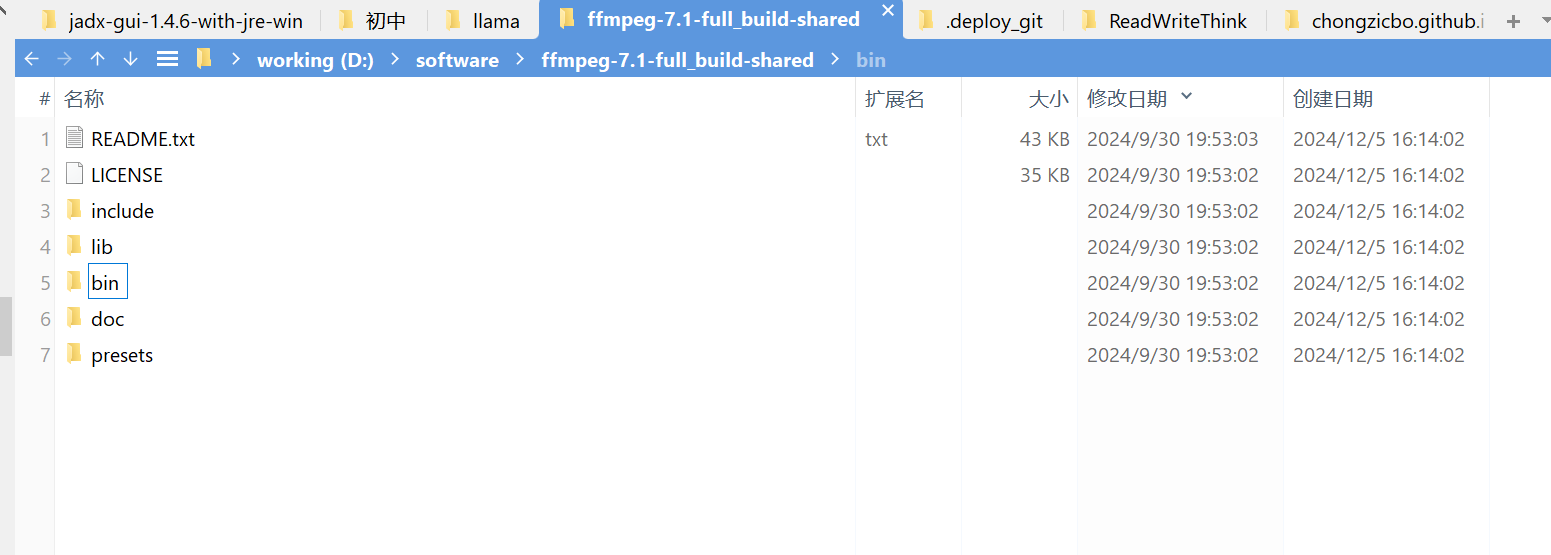 jadx-gui-1.4.6-with-jre-win 初中 llama ffmpeg-7.1-full_build-shared .deploy_git ReadWriteThink chongzicbo.github.i
working (D:) software ffmpeg-7.1-full_build-shared bin
# 名称 扩展名 大小 修改日期 创建日期
1 README.txt txt 43 KB 2024/9/30 19:53:03 2024/12/5 16:14:02
2 LICENSE 35 KB 2024/9/30 19:53:02 2024/12/5 16:14:02
3 include 2024/9/30 19:53:02 2024/12/5 16:14:02
4 lib 2024/9/30 19:53:02 2024/12/5 16:14:02
5 bin 2024/9/30 19:53:02 2024/12/5 16:14:02
6 doc 2024/9/30 19:53:02 2024/12/5 16:14:02
7 presets 2024/9/30 19:53:02 2024/12/5 16:14:02